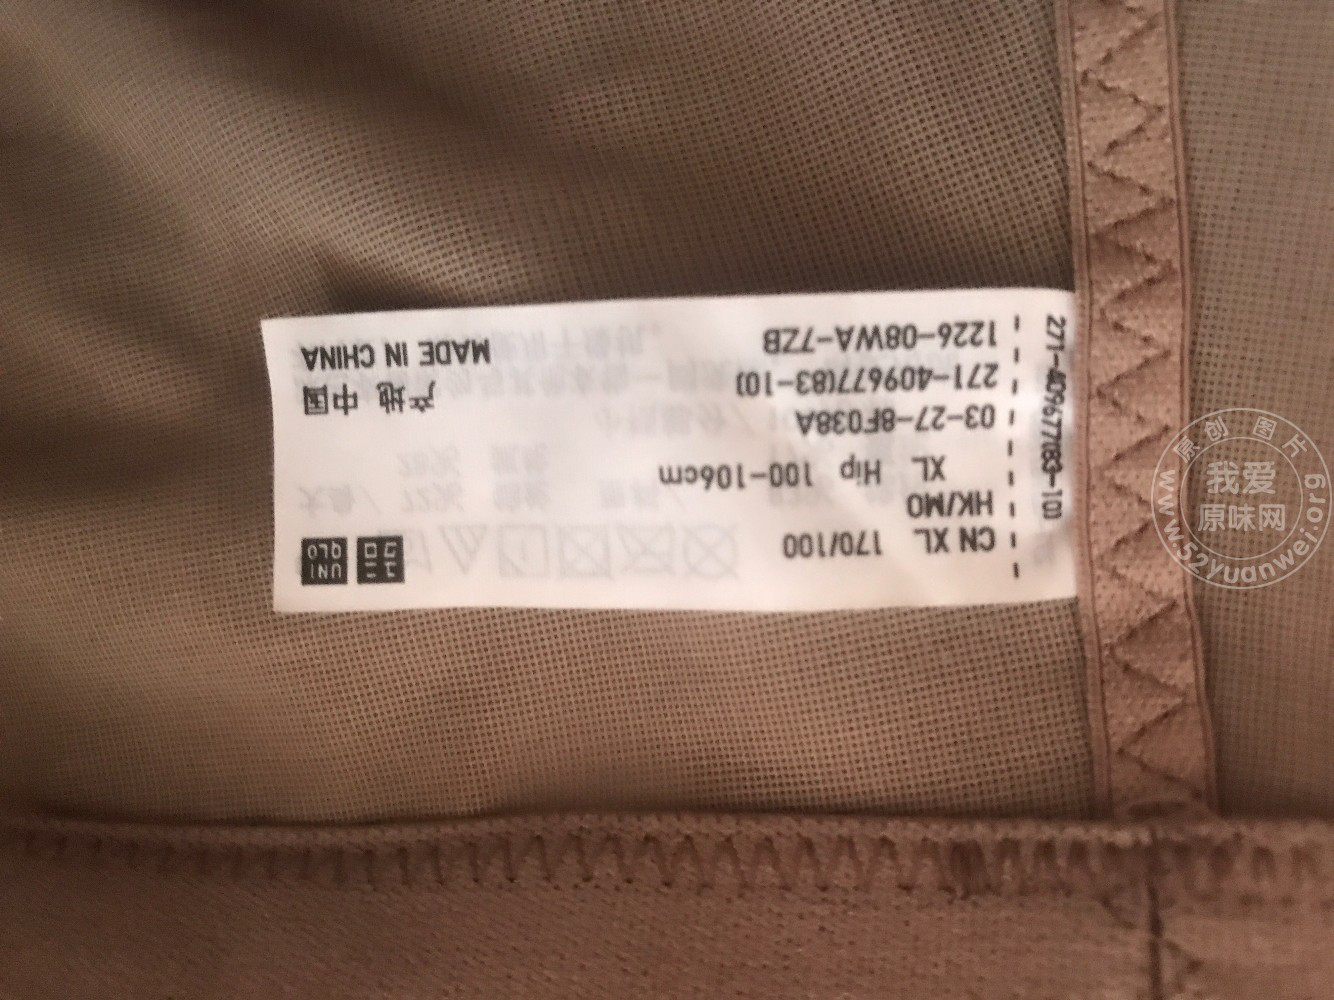 CN XL 170/100
HK/MO
XL Hip 100-106cm
03-27-8F038A
271-409677(83-10)
1226-08WA-7ZB
UNI
QLO
ユニ
クロ
产地 中国
MADE IN CHINA
271-409677(83-10)
原创图片
我爱
原味网
www.52yuanwei.org